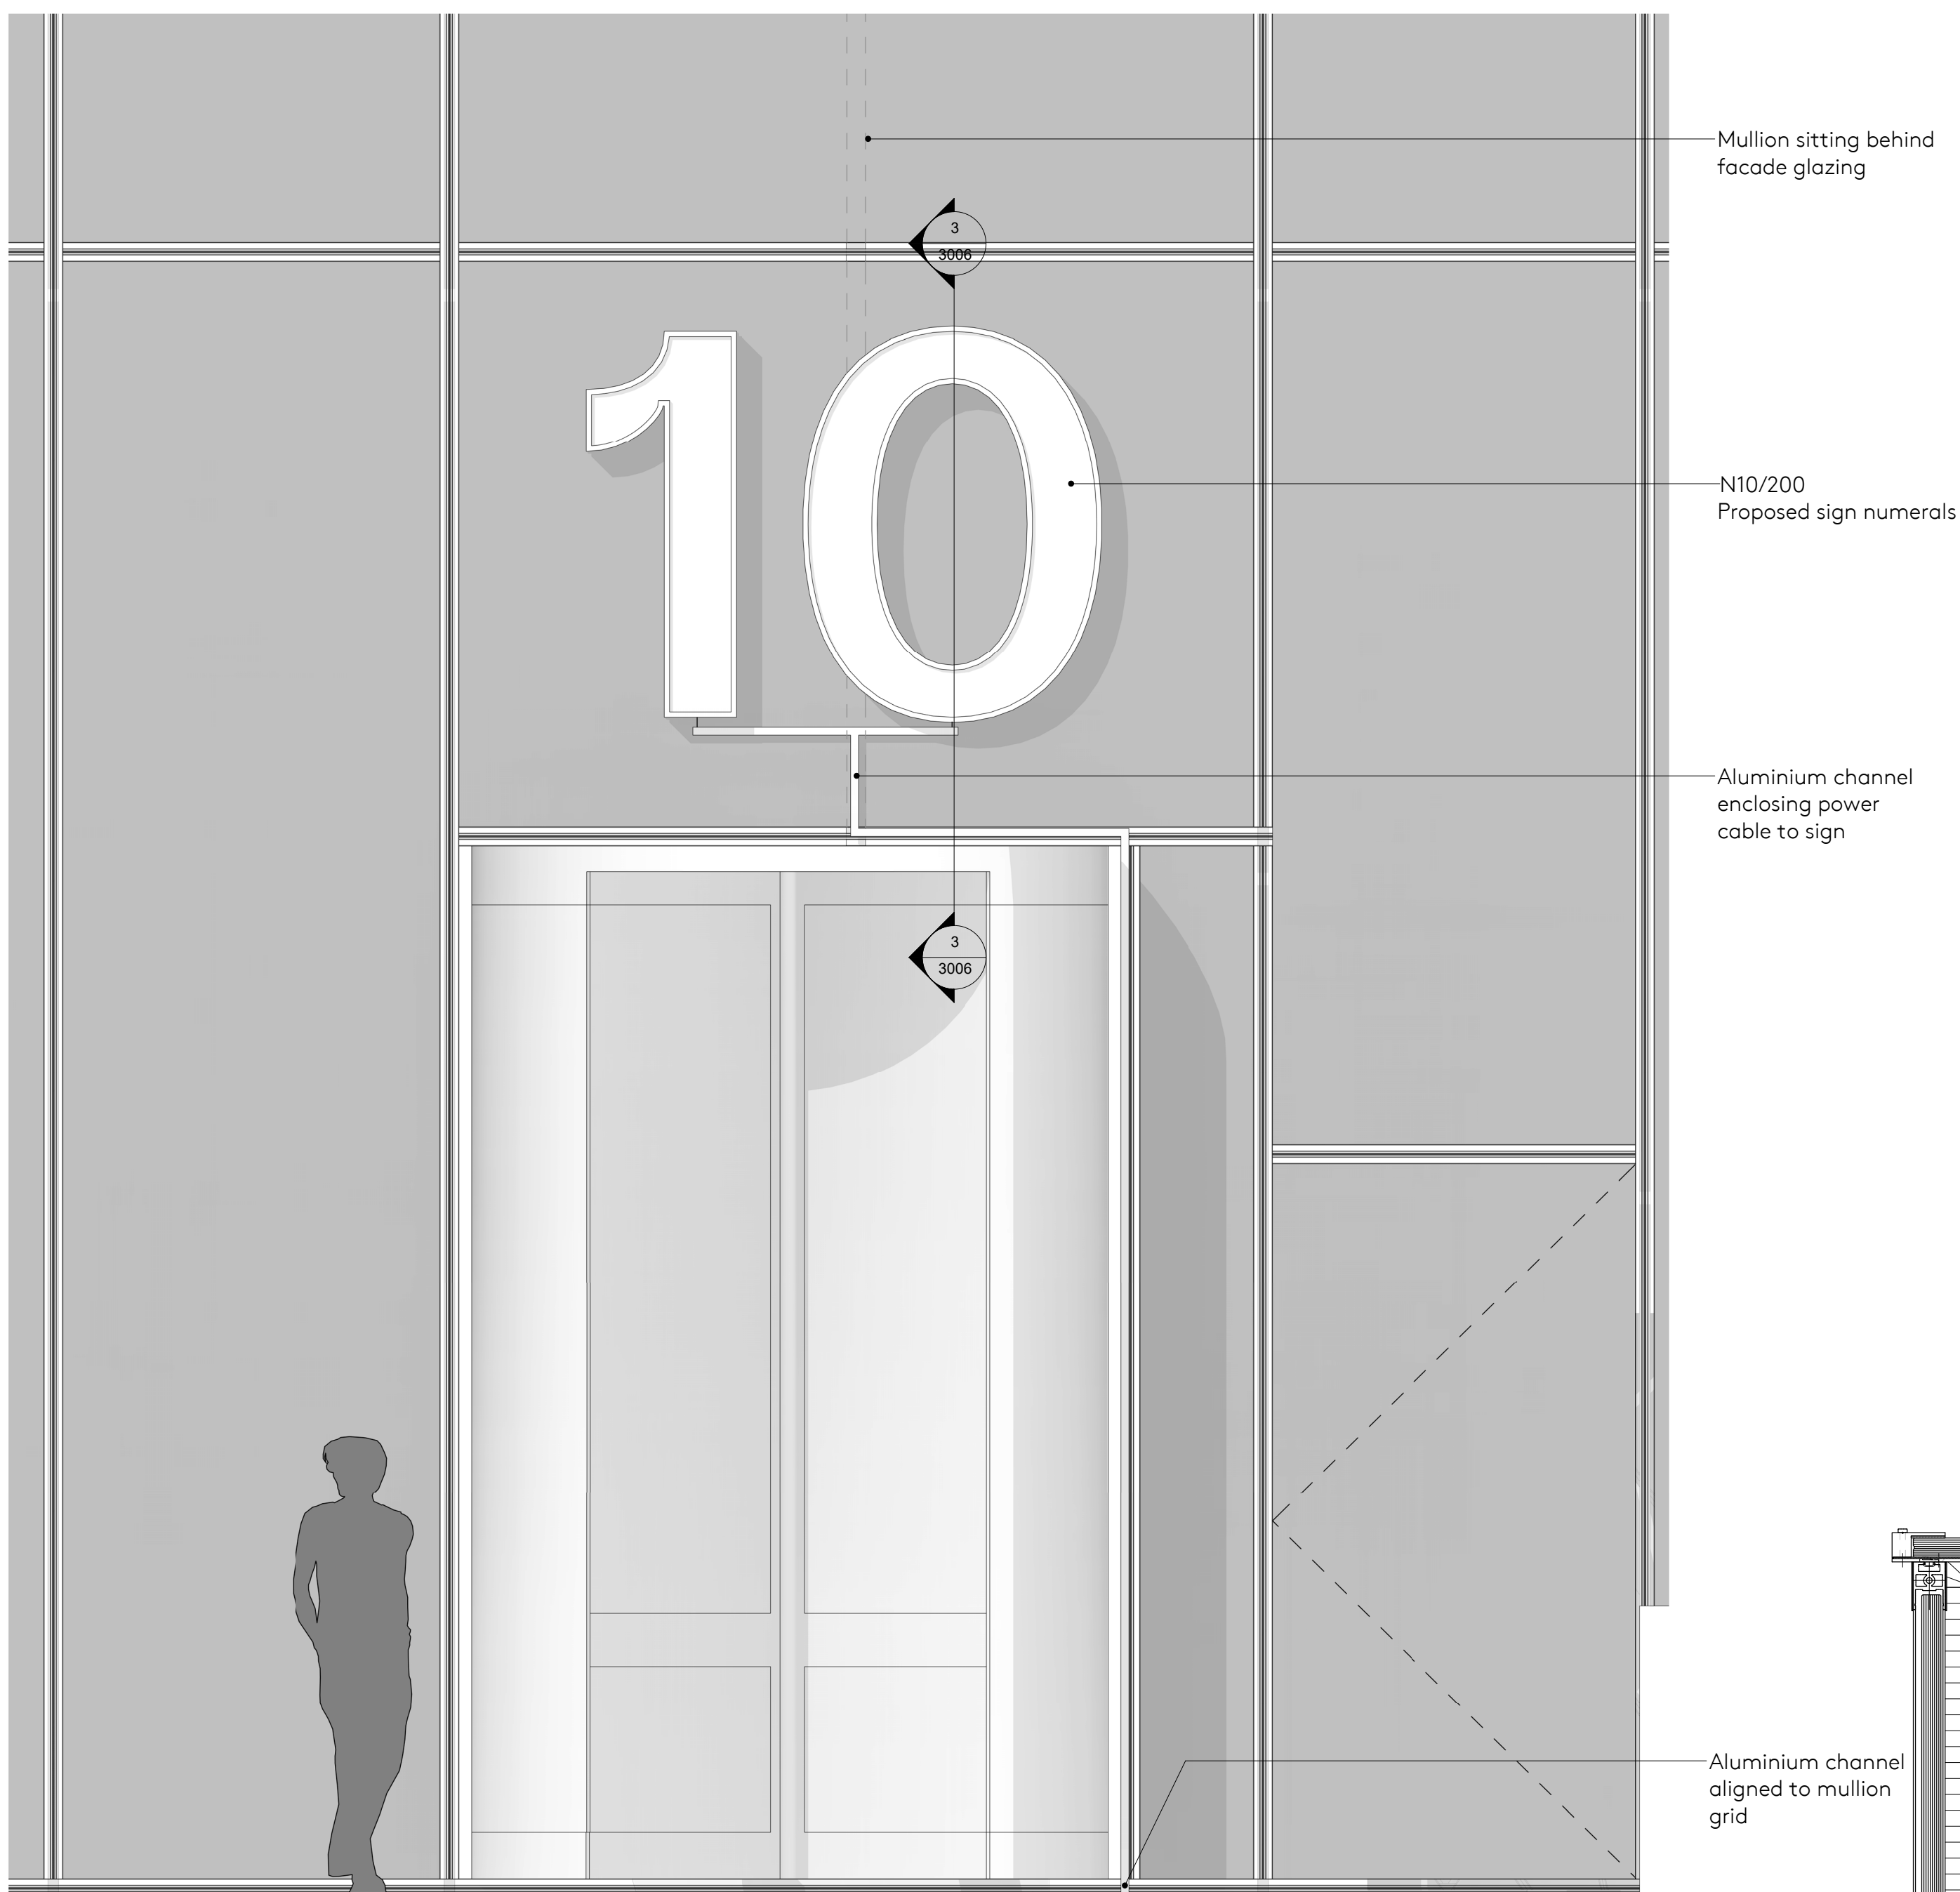 Mullion sitting behind
facade glazing
3
3006
10
N10/200
Proposed sign numerals
Aluminium channel
enclosing power
cable to sign
3
3006
Aluminium channel
aligned to mullion
grid